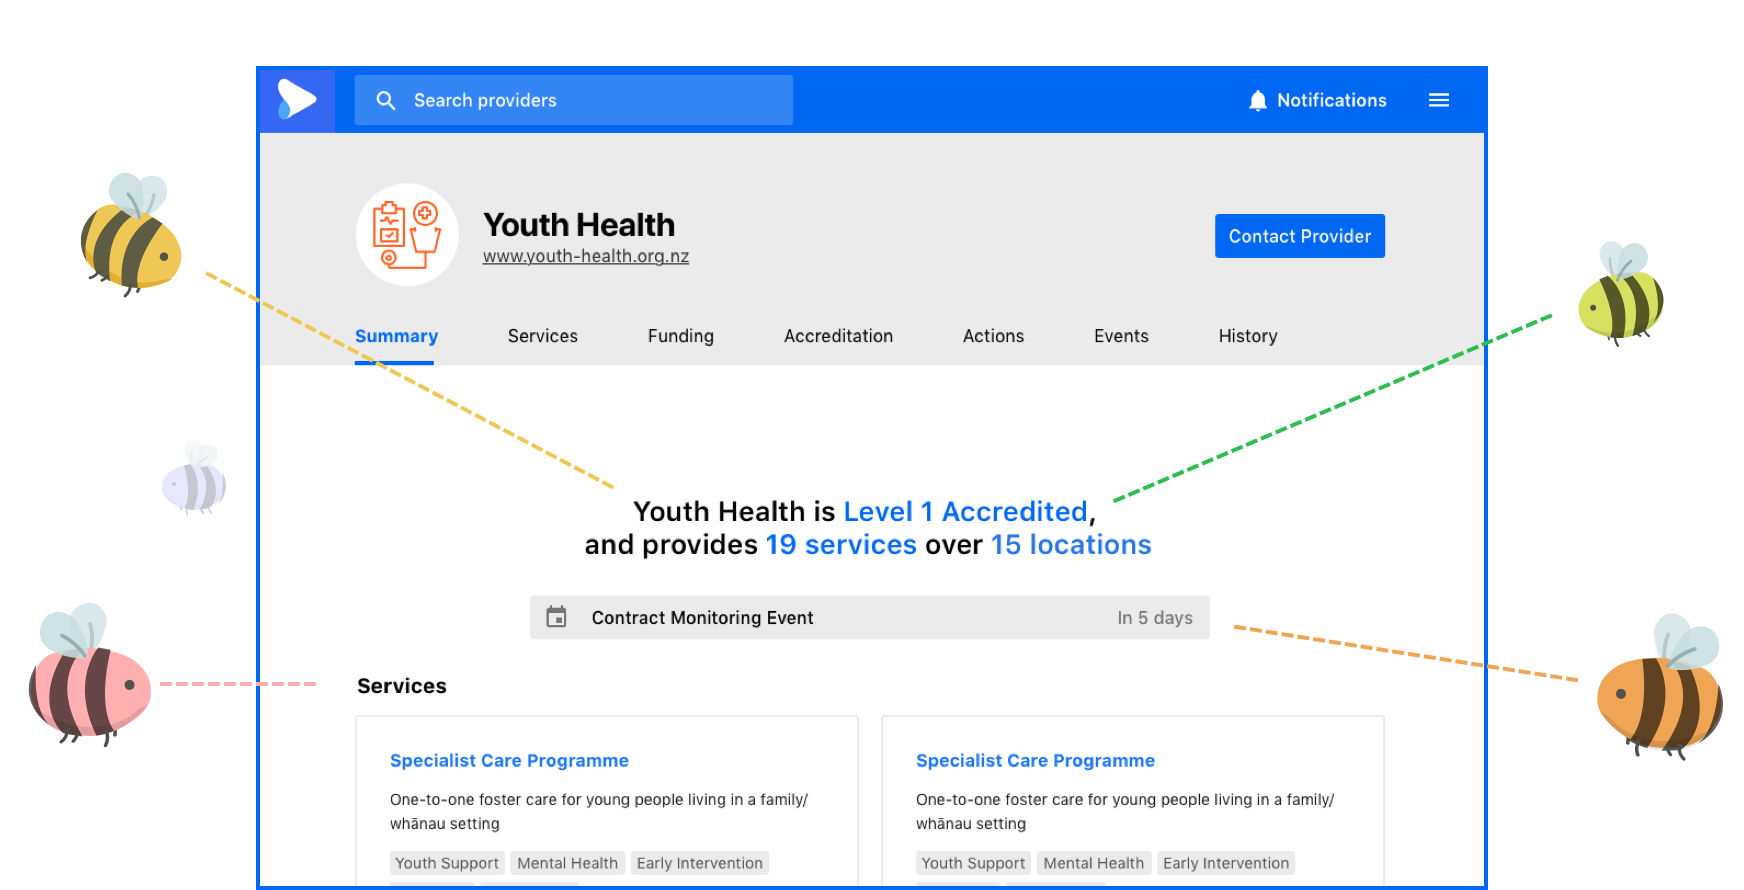 Search providers
Notifications
Youth Health
www.youth-health.org.nz
Contact Provider
Summary
Services
Funding
Accreditation
Actions
Events
History
Youth Health is Level 1 Accredited,
and provides 19 services over 15 locations
Contract Monitoring Event
In 5 days
Services
Specialist Care Programme
One-to-one foster care for young people living in a family/
whānau setting
Youth Support
Mental Health
Early Intervention
Specialist Care Programme
One-to-one foster care for young people living in a family/
whānau setting
Youth Support
Mental Health
Early Intervention